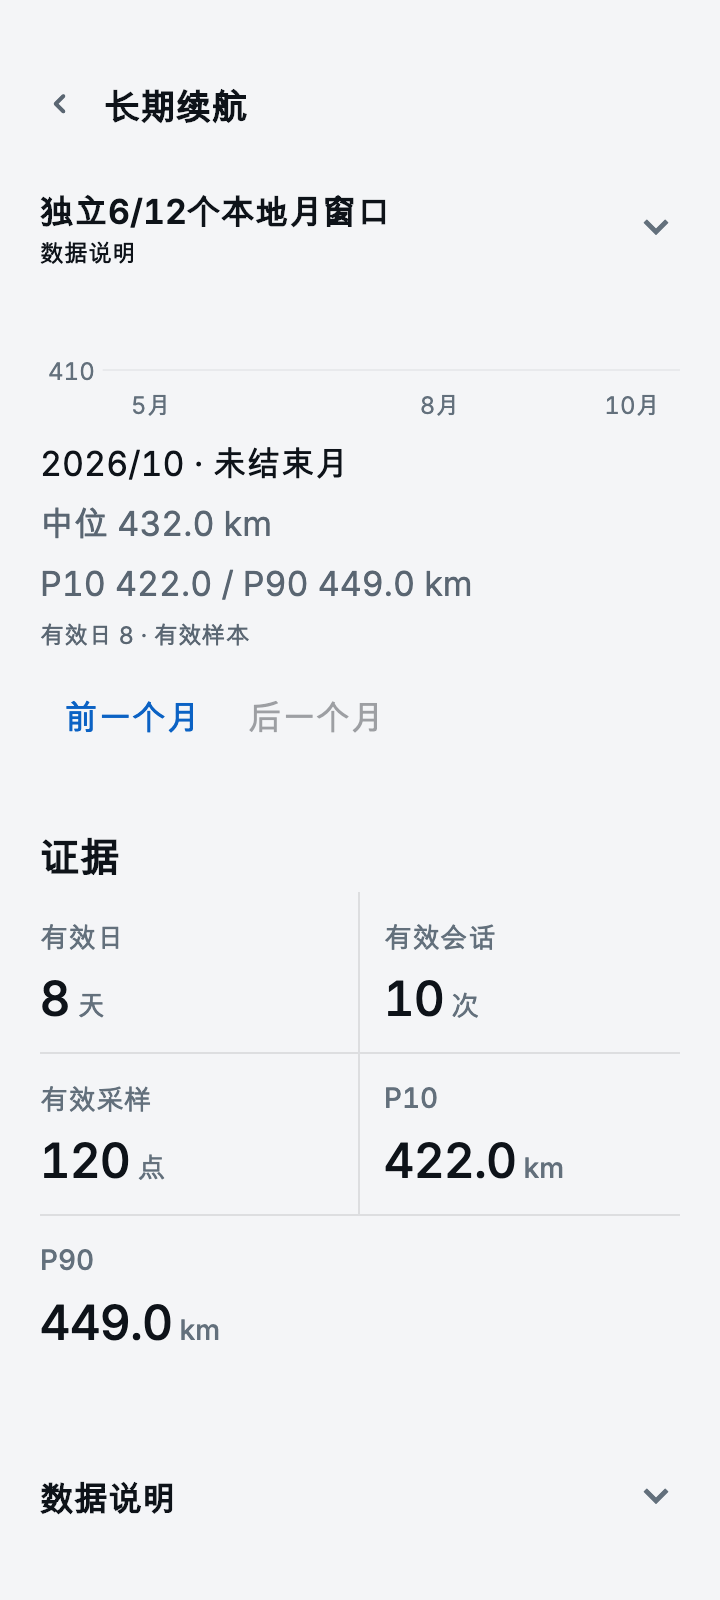 长期续航
独立6/12个本地月窗口
数据说明
410
5月 8月 10月
2026/10 · 未结束月
中位 432.0 km
P10 422.0 / P90 449.0 km
有效日 8 · 有效样本
前一个月 后一个月
证据
有效日 有效会话
8 天 10 次
有效采样 P10
120 点 422.0 km
P90
449.0 km
数据说明